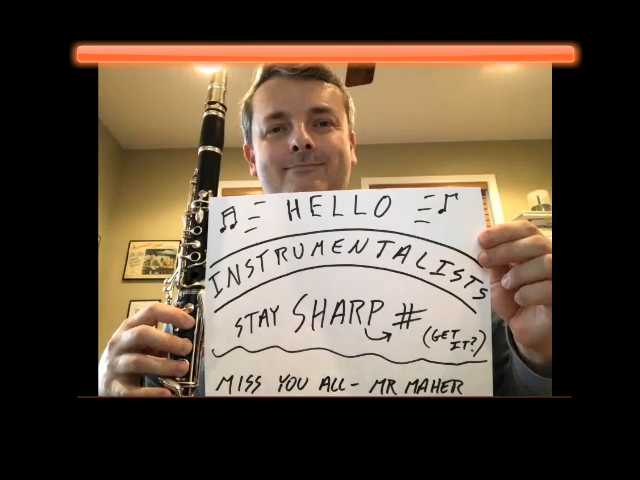 HELLO
INSTRUMENTALISTS
STAY SHARP #
(GET
IT?)
MISS YOU ALL - MR MAHER